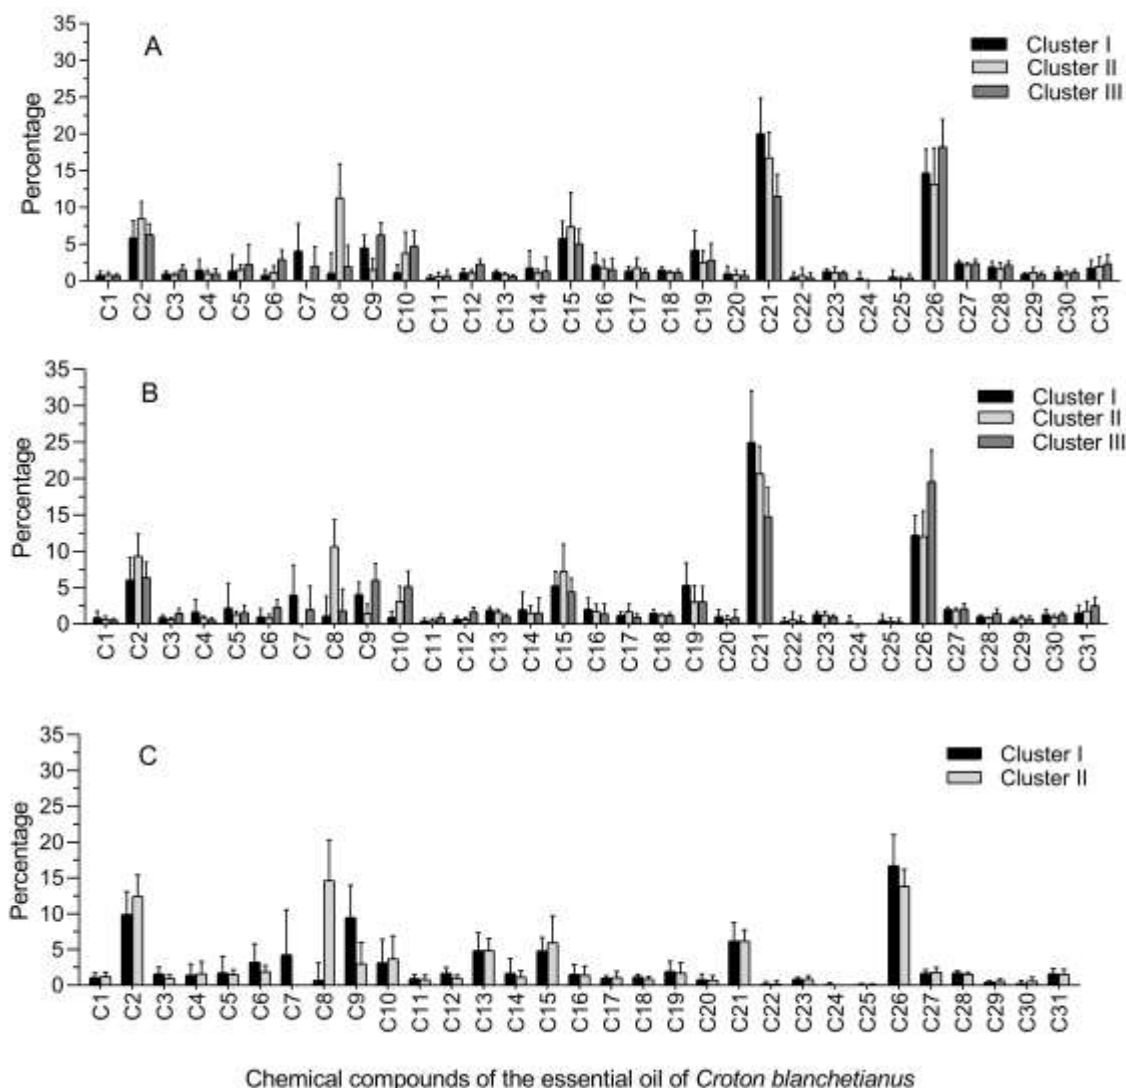 A
Percentage
35
30
25
20
15
10
5
0
Cluster I
Cluster II
Cluster III
C1 C2 C3 C4 C5 C6 C7 C8 C9 C10 C11 C12 C13 C14 C15 C16 C17 C18 C19 C20 C21 C22 C23 C24 C25 C26 C27 C28 C29 C30 C31
B
Percentage
35
30
25
20
15
10
5
0
Cluster I
Cluster II
Cluster III
C1 C2 C3 C4 C5 C6 C7 C8 C9 C10 C11 C12 C13 C14 C15 C16 C17 C18 C19 C20 C21 C22 C23 C24 C25 C26 C27 C28 C29 C30 C31
C
Percentage
35
30
25
20
15
10
5
0
Cluster I
Cluster II
C1 C2 C3 C4 C5 C6 C7 C8 C9 C10 C11 C12 C13 C14 C15 C16 C17 C18 C19 C20 C21 C22 C23 C24 C25 C26 C27 C28 C29 C30 C31
Chemical compounds of the essential oil of Croton blanchetianus